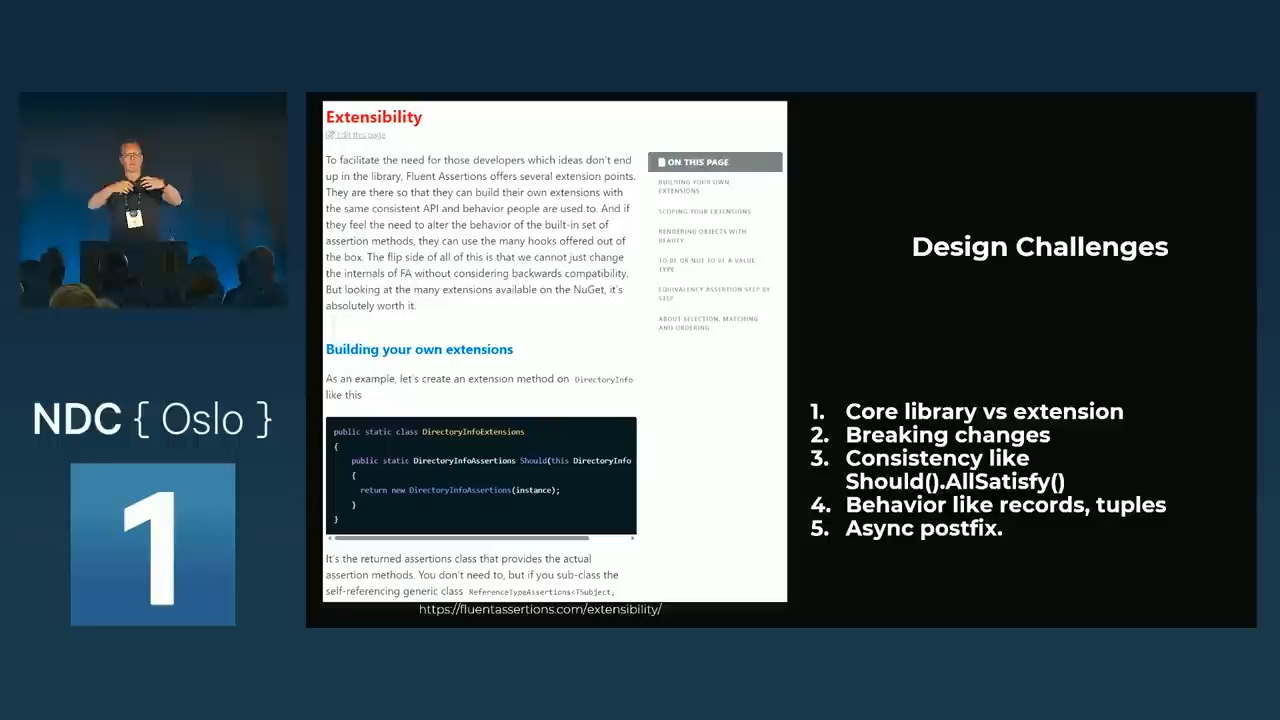 Extensibility
Edit this page
To facilitate the need for those developers which ideas don't end
up in the library, Fluent Assertions offers several extension points.
They are there so that they can build their own extensions with
the same consistent API and behavior people are used to. And if
they feel the need to alter the behavior of the built-in set of
assertion methods, they can use the many hooks offered out of
the box. The flip side of all of this is that we cannot just change
the internals of FA without considering backwards compatibility.
But looking at the many extensions available on the NuGet, it's
absolutely worth it.
Building your own extensions
As an example, let's create an extension method on DirectoryInfo
like this
public static class DirectoryInfoExtensions
{
public static DirectoryInfoAssertions Should(this DirectoryInfo
{
return new DirectoryInfoAssertions(instance);
}
}
It's the returned assertions class that provides the actual
assertion methods. You don't need to, but if you sub-class the
self-referencing generic class ReferenceTypeAssertions<TSubject,
ON THIS PAGE
BUILDING YOUR OWN
EXTENSIONS
SCOPING YOUR EXTENSIONS
RENDERING OBJECTS WITH
BEAUTY
TO BE OR NOT TO BE A VALUE
TYPE
EQUIVALENCY ASSERTION STEP BY
STEP
ABOUT SELECTION, MATCHING
AND ORDERING
https://fluentassertions.com/extensibility/
Design Challenges
1. Core library vs extension
2. Breaking changes
3. Consistency like
Should().AllSatisfy()
4. Behavior like records, tuples
5. Async postfix.
NDC { Oslo }
1